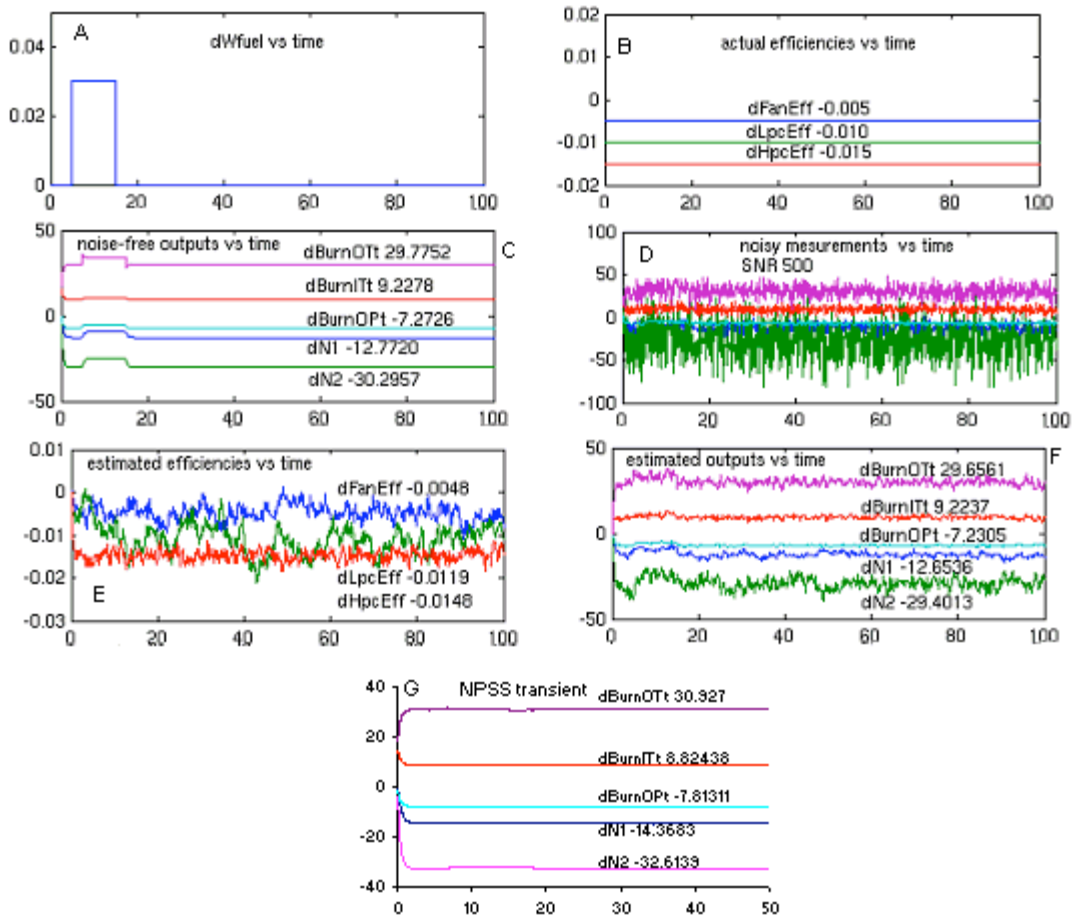 A
dWfuel vs time
0.04
0.02
0
0 20 40 60 80 100
B
actual efficiencies vs time
0.02
0.01
0
-0.01
-0.02
dFanEff -0.005
dLpcEff -0.010
dHpcEff -0.015
0 20 40 60 80 100
C
noise-free outputs vs time
50
0
-50
dBurnOTt 29.7752
dBurnITt 9.2278
dBurnOPt -7.2726
dN1 -12.7720
dN2 -30.2957
0 20 40 60 80 100
D
noisy mesurements vs time
SNR 500
100
50
0
-50
-100
0 20 40 60 80 100
estimated efficiencies vs time
0.01
0
-0.01
-0.02
-0.03
dFanEff -0.0048
dLpcEff -0.0119
dHpcEff -0.0148
E
0 20 40 60 80 100
F
estimated outputs vs time
50
0
-50
dBurnOTt 29.6561
dBurnITt 9.2237
dBurnOPt -7.2305
dN1 -12.6536
dN2 -29.4013
0 20 40 60 80 100
G
NPSS transient
40
20
0
-20
-40
dBurnOTt 30.927
dBurnITt 8.82438
dBurnOPt -7.81311
dN1 -14.3683
dN2 -32.6139
0 10 20 30 40 50